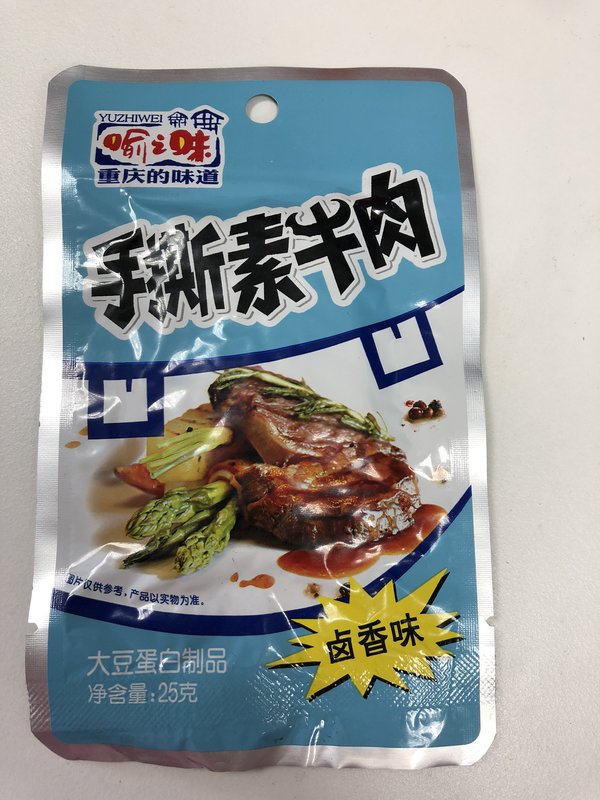 YUZHIWEI
喻之味
重庆的味道
手撕素牛肉
图片仅供参考，产品以实物为准。
卤香味
大豆蛋白制品
净含量:25克